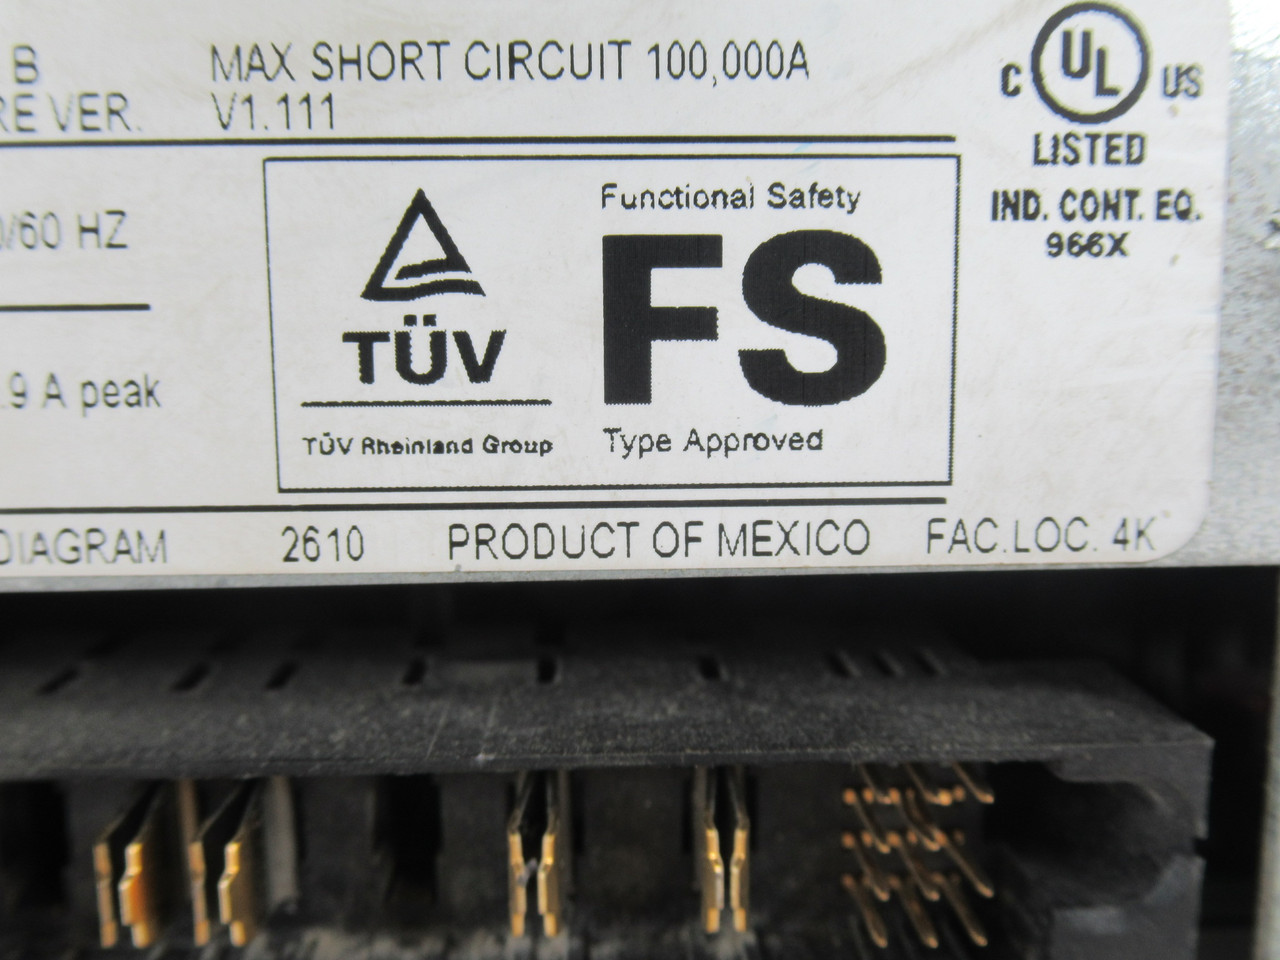 B MAX SHORT CIRCUIT 100,000A
RE VER. V1.111
C UL US
LISTED
IND. CONT. EQ.
966X
/60 HZ
.9 A peak
TÜV
TÜV Rheinland Group
Functional Safety
FS
Type Approved
DIAGRAM 2610 PRODUCT OF MEXICO FAC.LOC. 4K